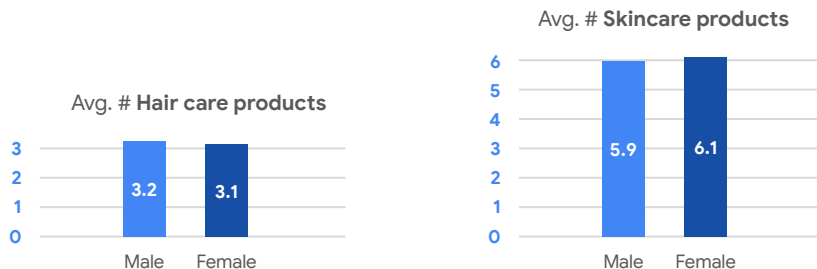 Avg. # Hair care products
3
2
1
0
3.2
3.1
Male
Female
Avg. # Skincare products
6
5
4
3
2
1
0
5.9
6.1
Male
Female